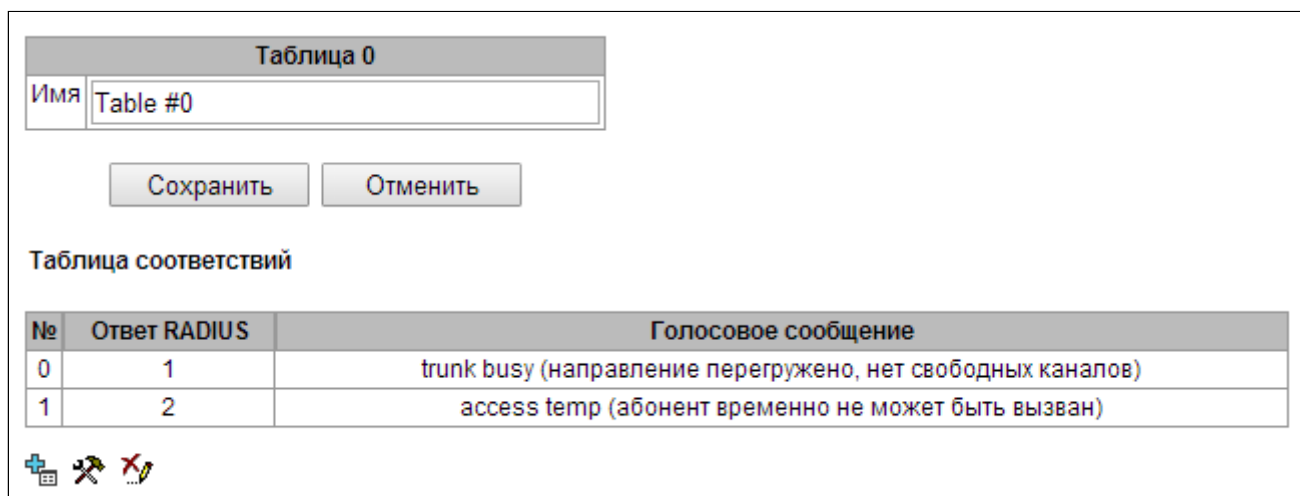 Таблица 0
Имя Table #0
Сохранить Отменить
Таблица соответствий
№ Ответ RADIUS Голосовое сообщение
0 1 trunk busy (направление перегружено, нет свободных каналов)
1 2 access temp (абонент временно не может быть вызван)